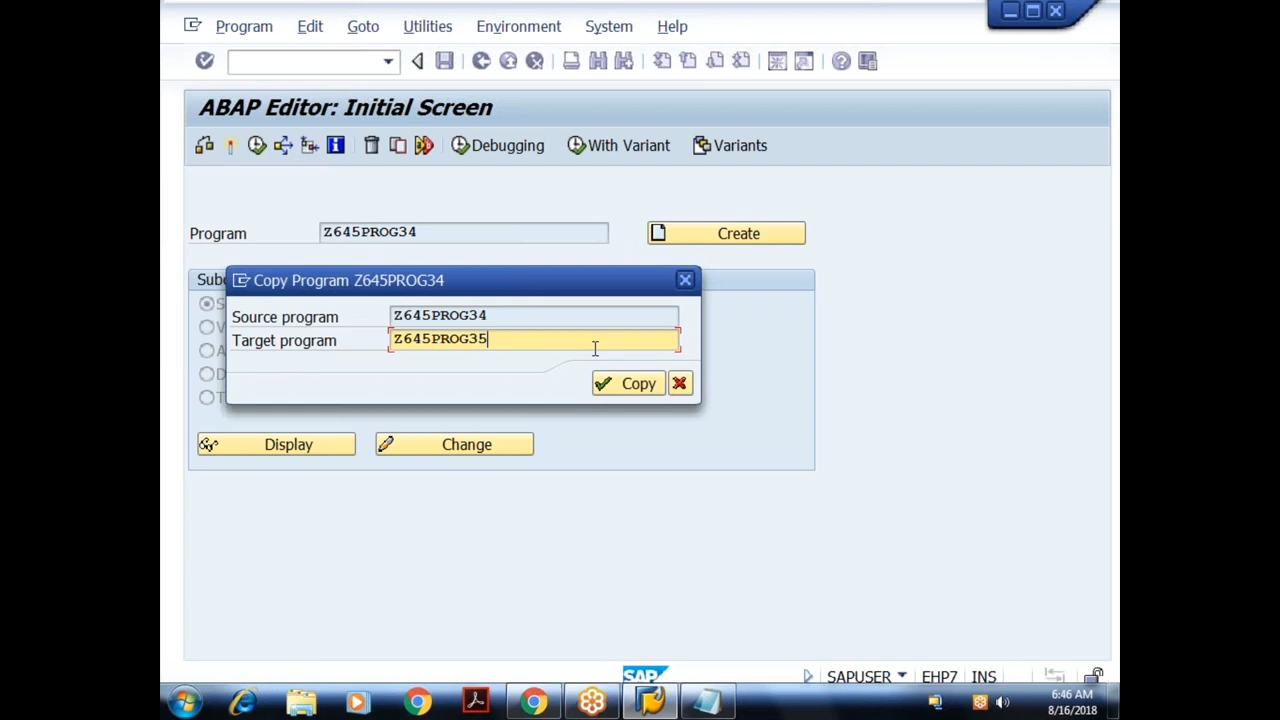 Program Edit Goto Utilities Environment System Help
ABAP Editor: Initial Screen
Debugging With Variant Variants
Program Z645PROG34 Create
Copy Program Z645PROG34
Source program Z645PROG34
Target program Z645PROG35
Copy
Display Change
SAP
SAPUSER EHP7 INS
6:46 AM
8/16/2018